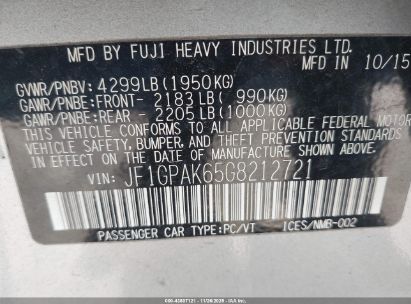 MFD BY FUJI HEAVY INDUSTRIES LTD.
MFD IN 10/15
GVWR/PNBV: 4299LB (1950KG)
GAWR/PNBE: FRONT- 2183 LB ( 990KG)
GAWR/PNBE: REAR - 2205 LB (1000KG)
THIS VEHICLE CONFORMS TO ALL APPLICABLE FEDERAL MOTOR
VEHICLE SAFETY, BUMPER, AND THEFT PREVENTION STANDARDS
IN EFFECT ON THE DATE OF MANUFACTURE SHOWN ABOVE.
VIN: JF1GPAK65G8212721
PASSENGER CAR TYPE:PC/VT ICES/NMB-002